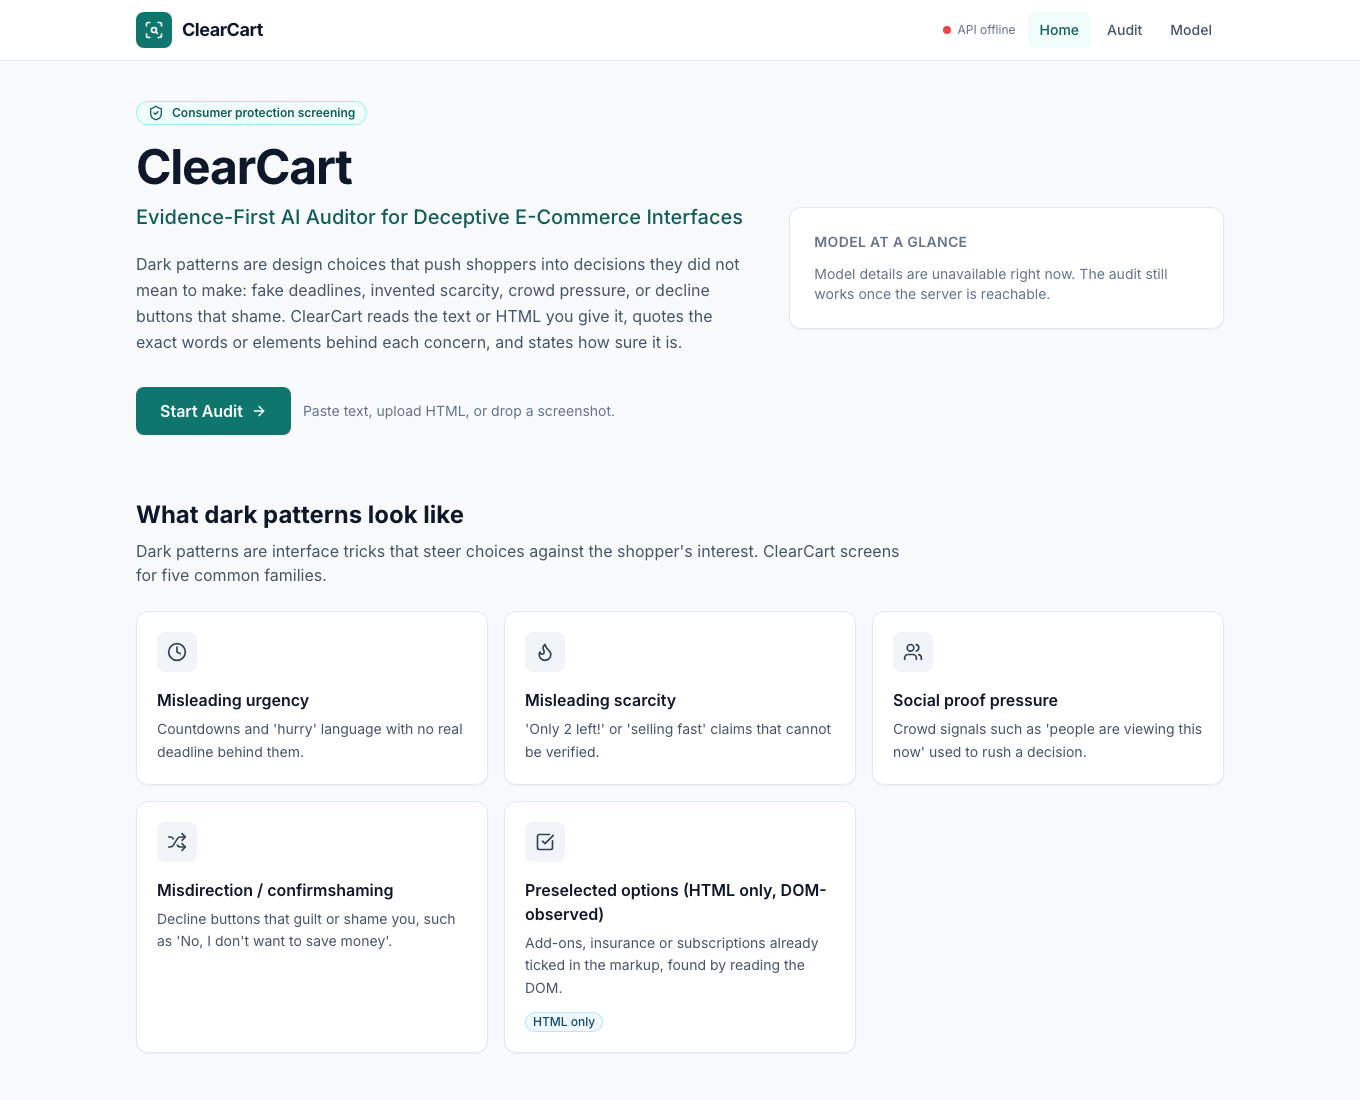 ClearCart
API offline
Home
Audit
Model
Consumer protection screening
ClearCart
Evidence-First AI Auditor for Deceptive E-Commerce Interfaces
Dark patterns are design choices that push shoppers into decisions they did not
mean to make: fake deadlines, invented scarcity, crowd pressure, or decline
buttons that shame. ClearCart reads the text or HTML you give it, quotes the
exact words or elements behind each concern, and states how sure it is.
Start Audit
Paste text, upload HTML, or drop a screenshot.
MODEL AT A GLANCE
Model details are unavailable right now. The audit still
works once the server is reachable.
What dark patterns look like
Dark patterns are interface tricks that steer choices against the shopper's interest. ClearCart screens
for five common families.
Misleading urgency
Countdowns and 'hurry' language with no real
deadline behind them.
Misleading scarcity
'Only 2 left!' or 'selling fast' claims that cannot
be verified.
Social proof pressure
Crowd signals such as 'people are viewing this
now' used to rush a decision.
Misdirection / confirmshaming
Decline buttons that guilt or shame you, such
as 'No, I don't want to save money'.
Preselected options (HTML only, DOM-
observed)
Add-ons, insurance or subscriptions already
ticked in the markup, found by reading the
DOM.
HTML only